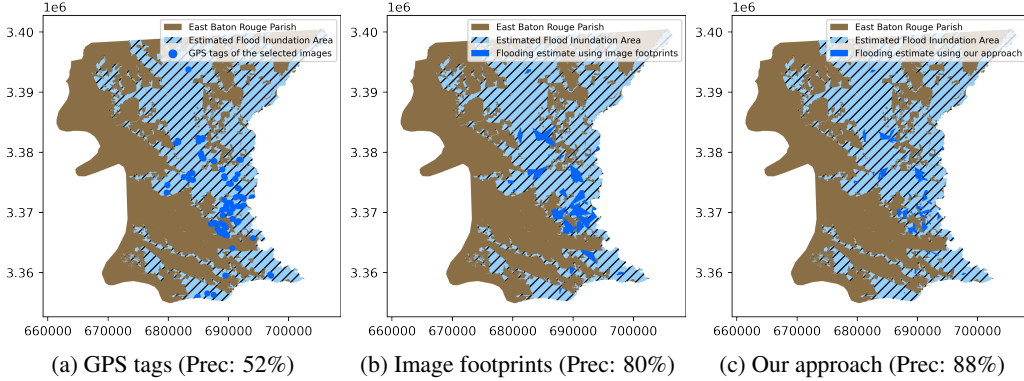 1e6
East Baton Rouge Parish
Estimated Flood Inundation Area
GPS tags of the selected images
3.40
3.39
3.38
3.37
3.36
660000 670000 680000 690000 700000
(a) GPS tags (Prec: 52%)
1e6
East Baton Rouge Parish
Estimated Flood Inundation Area
Flooding estimate using image footprints
3.40
3.39
3.38
3.37
3.36
660000 670000 680000 690000 700000
(b) Image footprints (Prec: 80%)
1e6
East Baton Rouge Parish
Estimated Flood Inundation Area
Flooding estimate using our approach
3.40
3.39
3.38
3.37
3.36
660000 670000 680000 690000 700000
(c) Our approach (Prec: 88%)